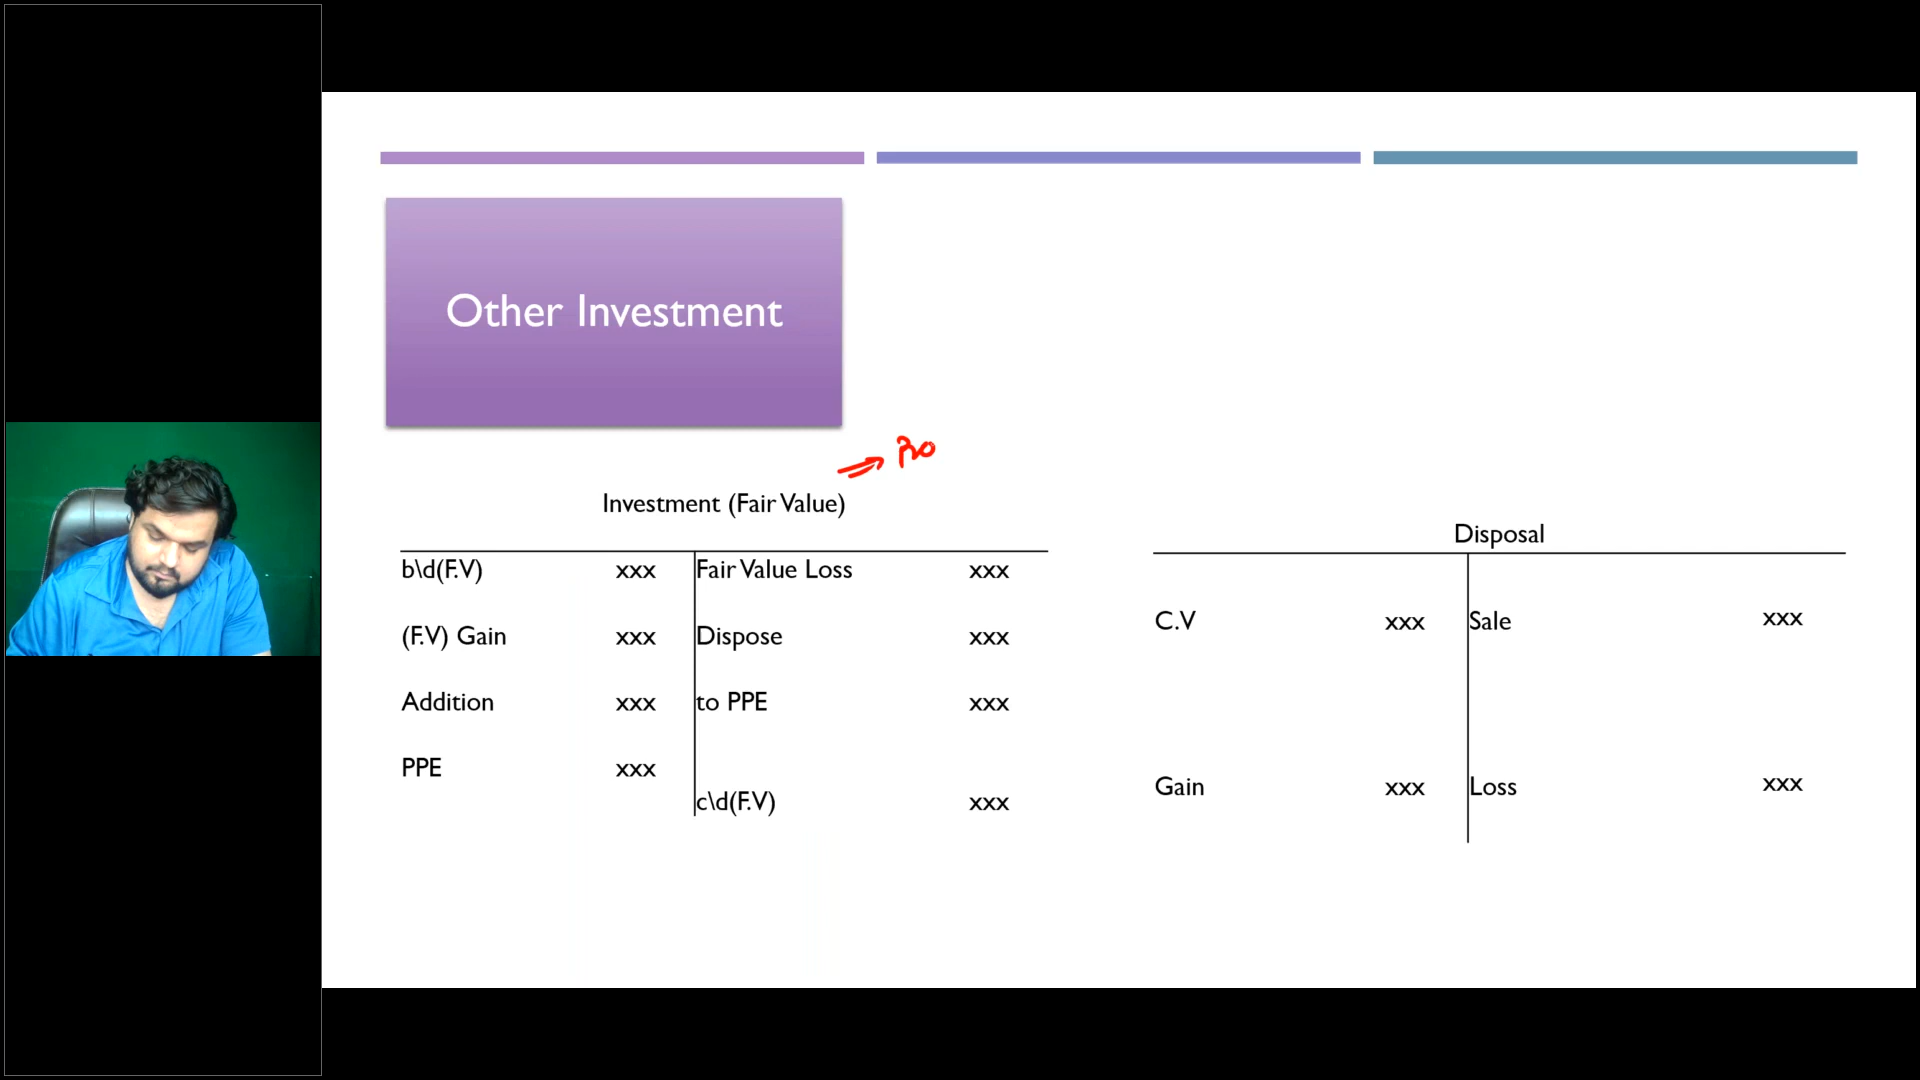 Other Investment
Pro
Investment (Fair Value)
b\d(F.V) xxx Fair Value Loss xxx
(F.V) Gain xxx Dispose xxx
Addition xxx to PPE xxx
PPE xxx
c\d(F.V) xxx
Disposal
C.V xxx Sale xxx
Gain xxx Loss xxx